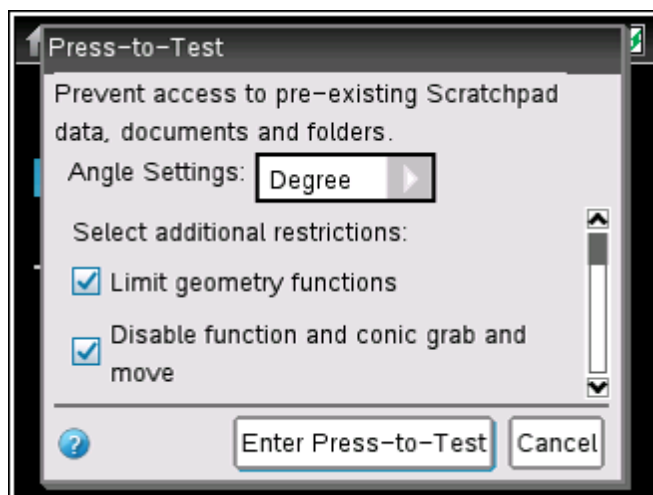 Press-to-Test
Prevent access to pre-existing Scratchpad
data, documents and folders.
Angle Settings: Degree
Select additional restrictions:
Limit geometry functions
Disable function and conic grab and
move
? Enter Press-to-Test Cancel